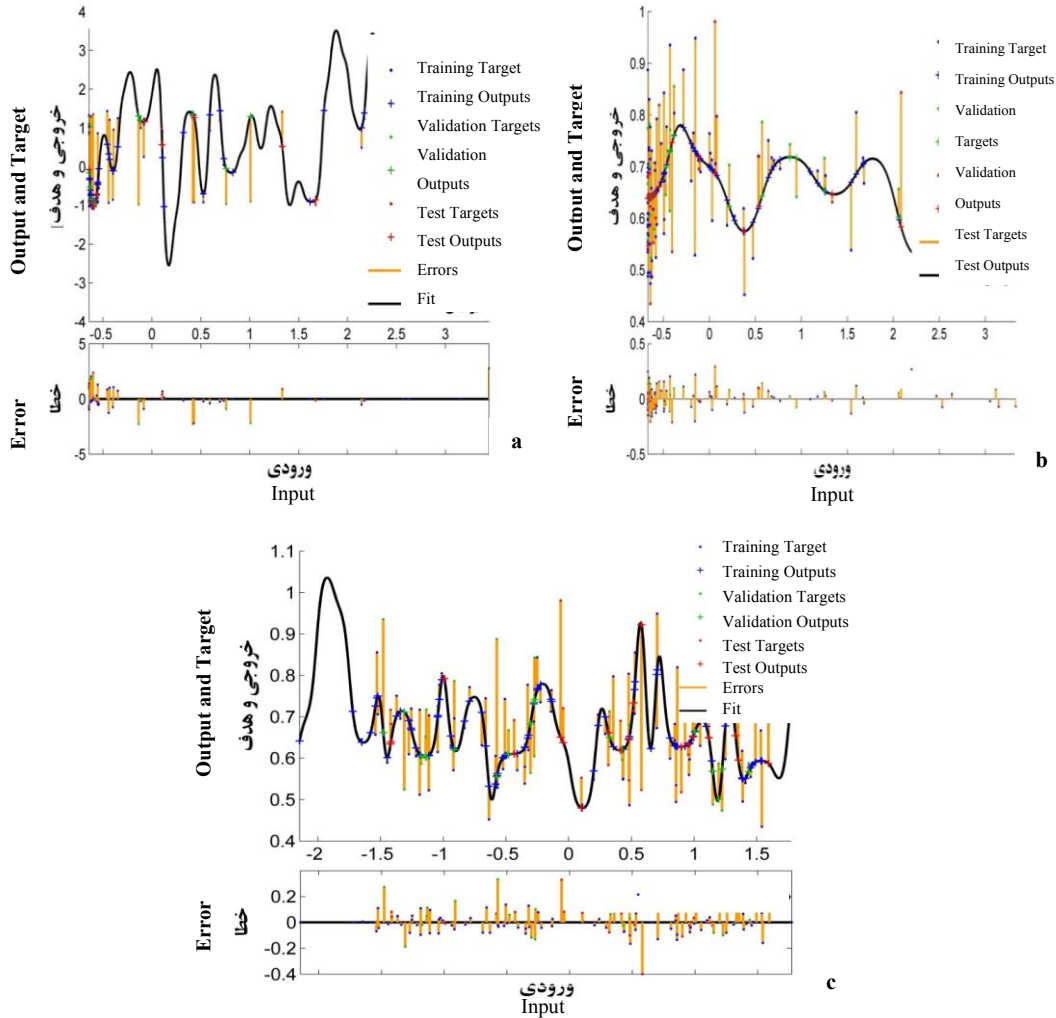 4
3
2
1
0
-1
-2
-3
-4
Output and Target
خروجی و هدف
-0.5 0 0.5 1 1.5 2 2.5 3
Training Target
Training Outputs
Validation Targets
Validation
Outputs
Test Targets
Test Outputs
Errors
Fit
5
0
-5
Error
خطا
ورودی
Input
a
1
0.9
0.8
0.7
0.6
0.5
0.4
Output and Target
خروجی و هدف
-0.5 0 0.5 1 1.5 2 2.5 3
Training Target
Training Outputs
Validation
Targets
Validation
Outputs
Test Targets
Test Outputs
0.5
0
-0.5
Error
خطا
ورودی
Input
b
1.1
1
0.9
0.8
0.7
0.6
0.5
0.4
Output and Target
خروجی و هدف
-2 -1.5 -1 -0.5 0 0.5 1 1.5
Training Target
Training Outputs
Validation Targets
Validation Outputs
Test Targets
Test Outputs
Errors
Fit
0.2
0
-0.2
-0.4
Error
خطا
ورودی
Input
c